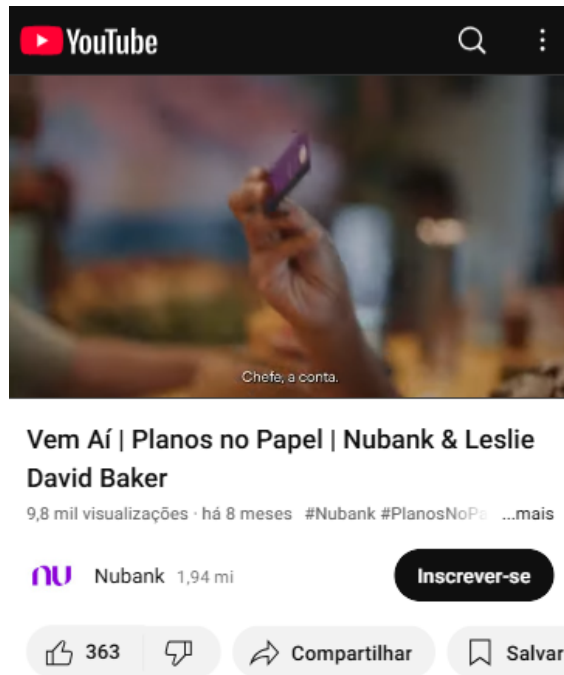 YouTube
Chefe, a conta.
Vem Aí | Planos no Papel | Nubank & Leslie
David Baker
9,8 mil visualizações · há 8 meses #Nubank #PlanosNoPa ...mais
nu Nubank 1,94 mi Inscrever-se
363 Compartilhar Salvar